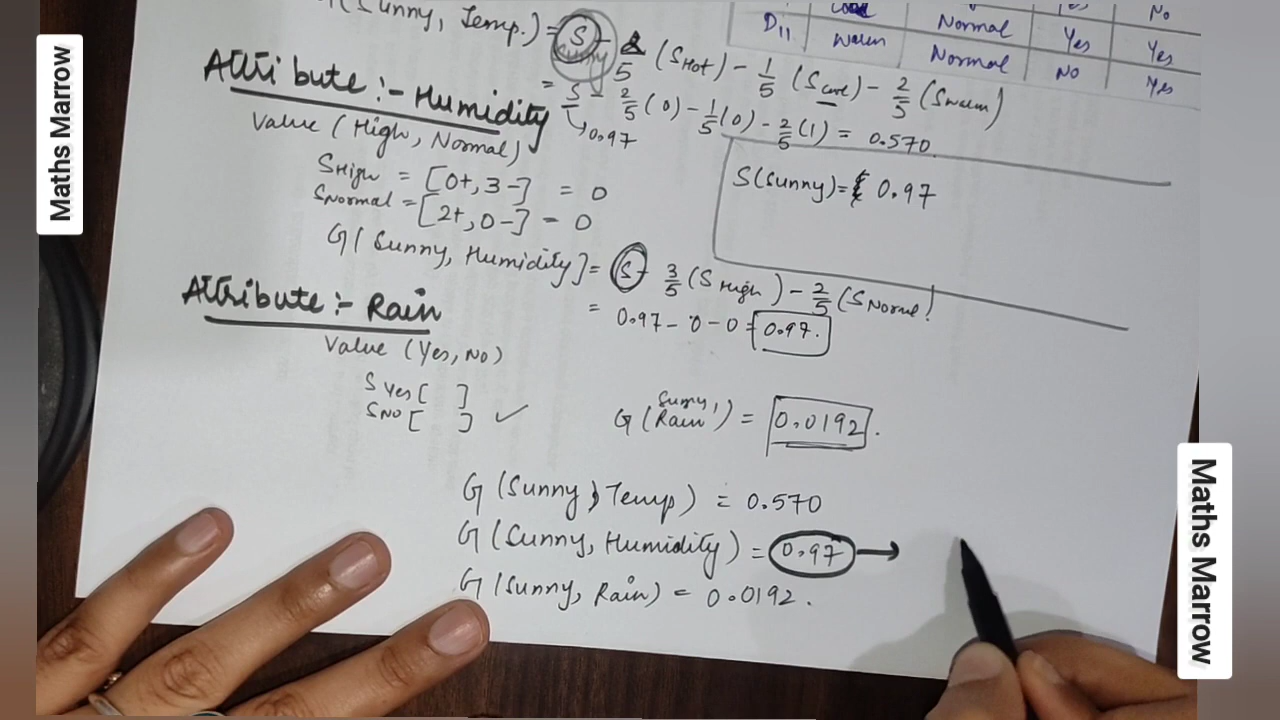 G(Sunny, Temp.) = S - 2/5 (SHot) - 1/5 (Scool) - 2/5 (Swarm)
= S - 2/5 (0) - 1/5 (0) - 2/5 (1) = 0.570
→ 0.97
D11 Warm Normal Yes No
Normal Yes Yes
No Yes
Attribute :- Humidity
Value (High, Normal)
SHigh = [0+, 3-] = 0
SNormal = [2+, 0-] = 0
S(Sunny) = 0.97
G( Sunny, Humidity] = S - 3/5 (SHigh) - 2/5 (SNormal)
= 0.97 - 0 - 0 = 0.97.
Attribute :- Rain
Value (Yes, No)
S Yes [ ]
SNO [ ] ✓
G (Sunny, Rain) = 0.0192.
G (Sunny, Temp) = 0.570
G (Sunny, Humidity) = 0.97 →
G (Sunny, Rain) = 0.0192.
Maths Marrow
Maths Marrow